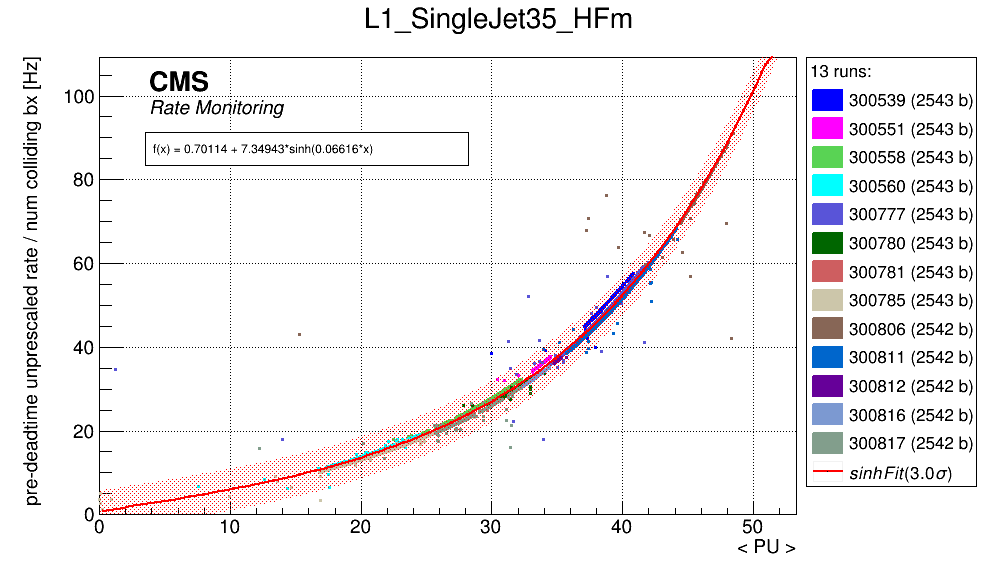 L1_SingleJet35_HFm
pre-deadtime unprescaled rate / num colliding bx [Hz]
CMS
Rate Monitoring
f(x) = 0.70114 + 7.34943*sinh(0.06616*x)
100
80
60
40
20
0
0 10 20 30 40 50
< PU >
13 runs:
300539 (2543 b)
300551 (2543 b)
300558 (2543 b)
300560 (2543 b)
300777 (2543 b)
300780 (2543 b)
300781 (2543 b)
300785 (2543 b)
300806 (2542 b)
300811 (2542 b)
300812 (2542 b)
300816 (2542 b)
300817 (2542 b)
sinhFit(3.0σ)